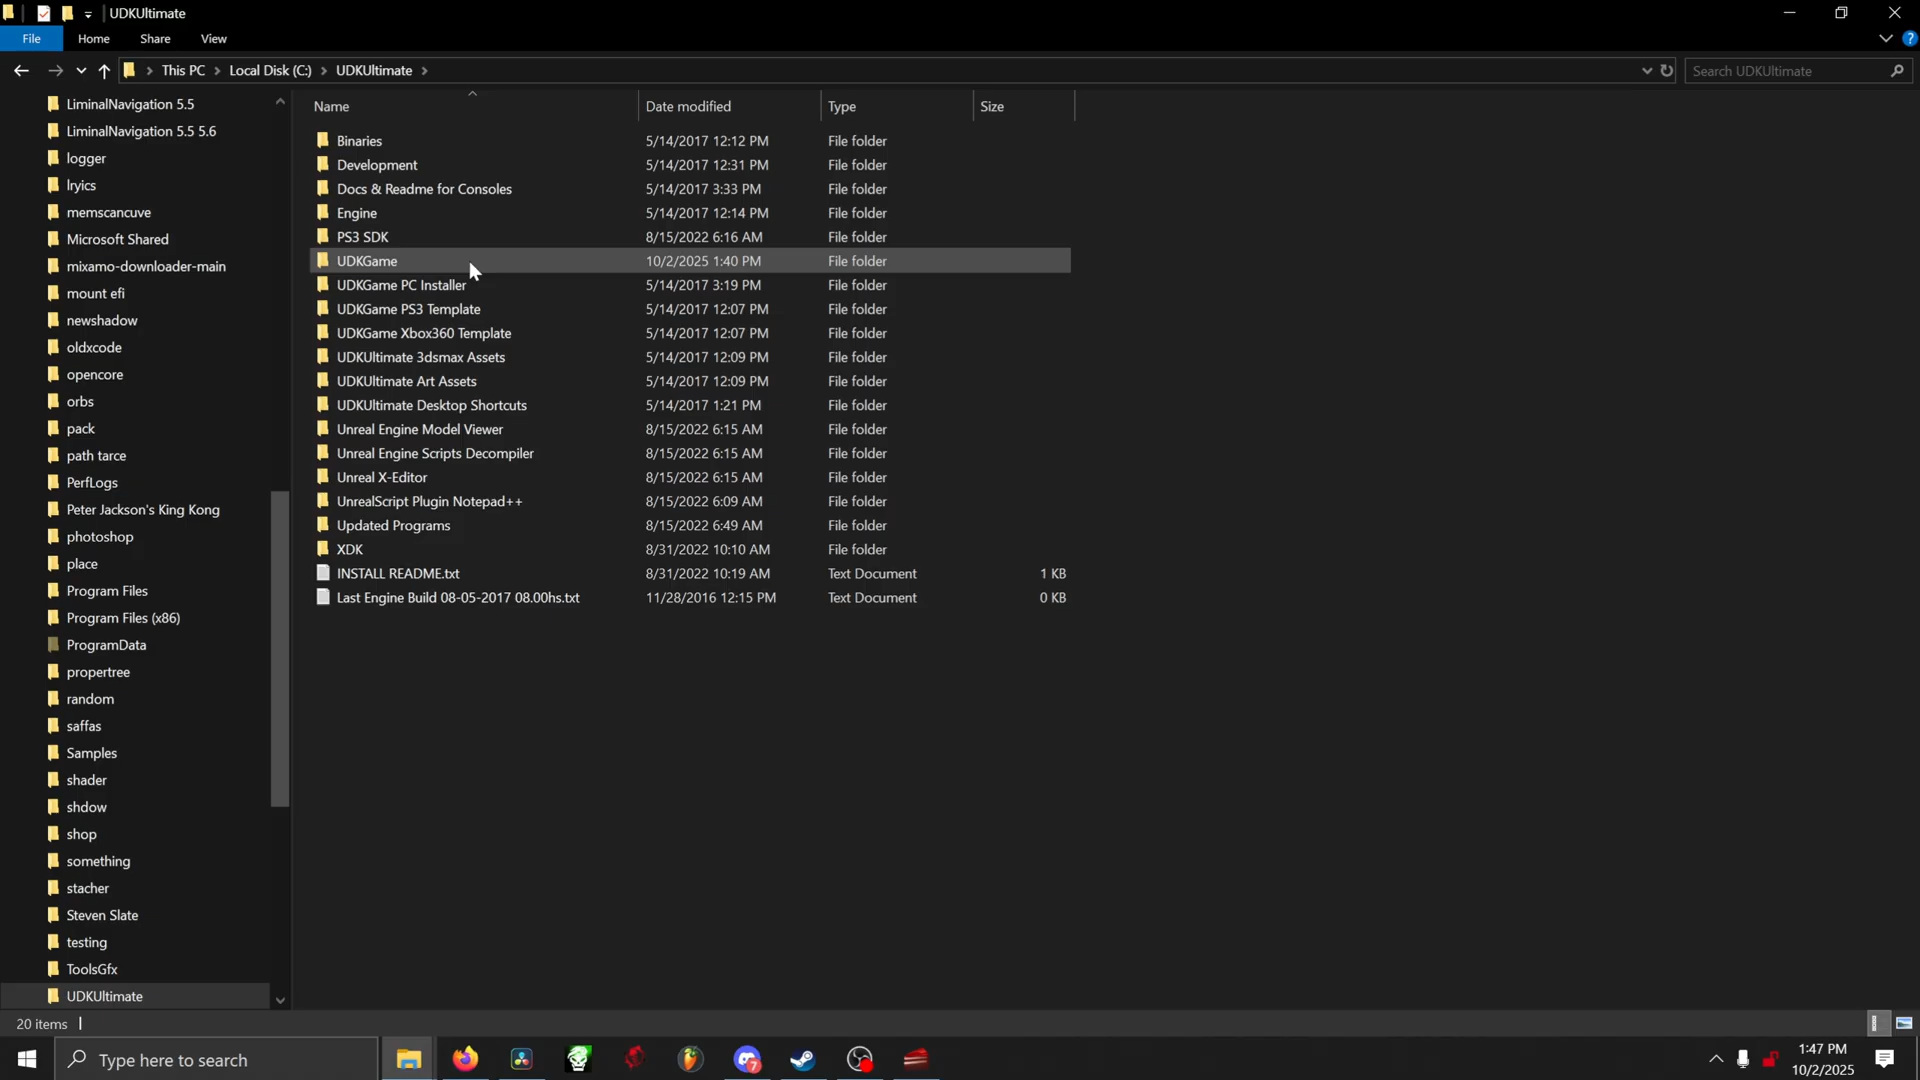 UDKUltimate
File Home Share View
This PC Local Disk (C:) UDKUltimate Search UDKUltimate
LiminalNavigation 5.5
LiminalNavigation 5.5 5.6
logger
lryics
memscancuve
Microsoft Shared
mixamo-downloader-main
mount efi
newshadow
oldxcode
opencore
orbs
pack
path tarce
PerfLogs
Peter Jackson's King Kong
photoshop
place
Program Files
Program Files (x86)
ProgramData
propertree
random
saffas
Samples
shader
shdow
shop
something
stacher
Steven Slate
testing
ToolsGfx
UDKUltimate
Name Date modified Type Size
Binaries 5/14/2017 12:12 PM File folder
Development 5/14/2017 12:31 PM File folder
Docs & Readme for Consoles 5/14/2017 3:33 PM File folder
Engine 5/14/2017 12:14 PM File folder
PS3 SDK 8/15/2022 6:16 AM File folder
UDKGame 10/2/2025 1:40 PM File folder
UDKGame PC Installer 5/14/2017 3:19 PM File folder
UDKGame PS3 Template 5/14/2017 12:07 PM File folder
UDKGame Xbox360 Template 5/14/2017 12:07 PM File folder
UDKUltimate 3dsmax Assets 5/14/2017 12:09 PM File folder
UDKUltimate Art Assets 5/14/2017 12:09 PM File folder
UDKUltimate Desktop Shortcuts 5/14/2017 1:21 PM File folder
Unreal Engine Model Viewer 8/15/2022 6:15 AM File folder
Unreal Engine Scripts Decompiler 8/15/2022 6:15 AM File folder
Unreal X-Editor 8/15/2022 6:15 AM File folder
UnrealScript Plugin Notepad++ 8/15/2022 6:09 AM File folder
Updated Programs 8/15/2022 6:49 AM File folder
XDK 8/31/2022 10:10 AM File folder
INSTALL README.txt 8/31/2022 10:19 AM Text Document 1 KB
Last Engine Build 08-05-2017 08.00hs.txt 11/28/2016 12:15 PM Text Document 0 KB
20 items
Type here to search
7
1:47 PM
10/2/2025